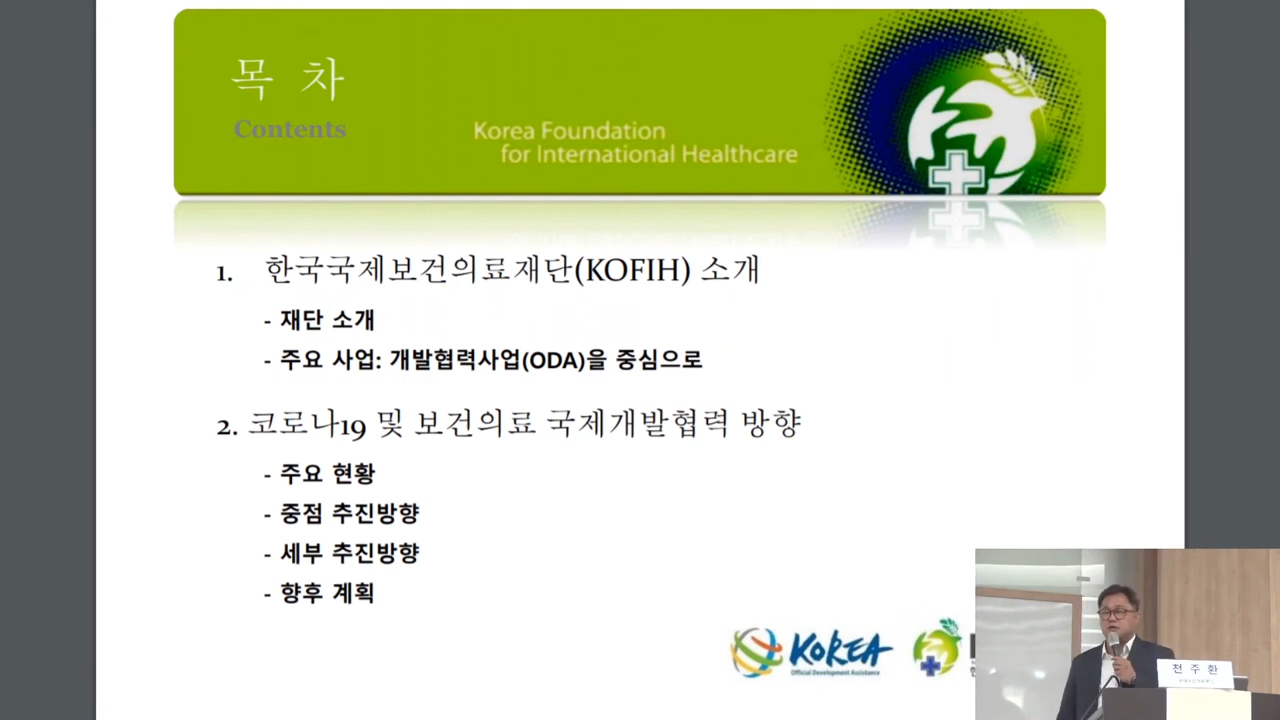 목 차
Contents
Korea Foundation
for International Healthcare
1. 한국국제보건의료재단(KOFIH) 소개
- 재단 소개
- 주요 사업: 개발협력사업(ODA)을 중심으로
2. 코로나19 및 보건의료 국제개발협력 방향
- 주요 현황
- 중점 추진방향
- 세부 추진방향
- 향후 계획
KOREA
Official Development Assistance
천 주 환